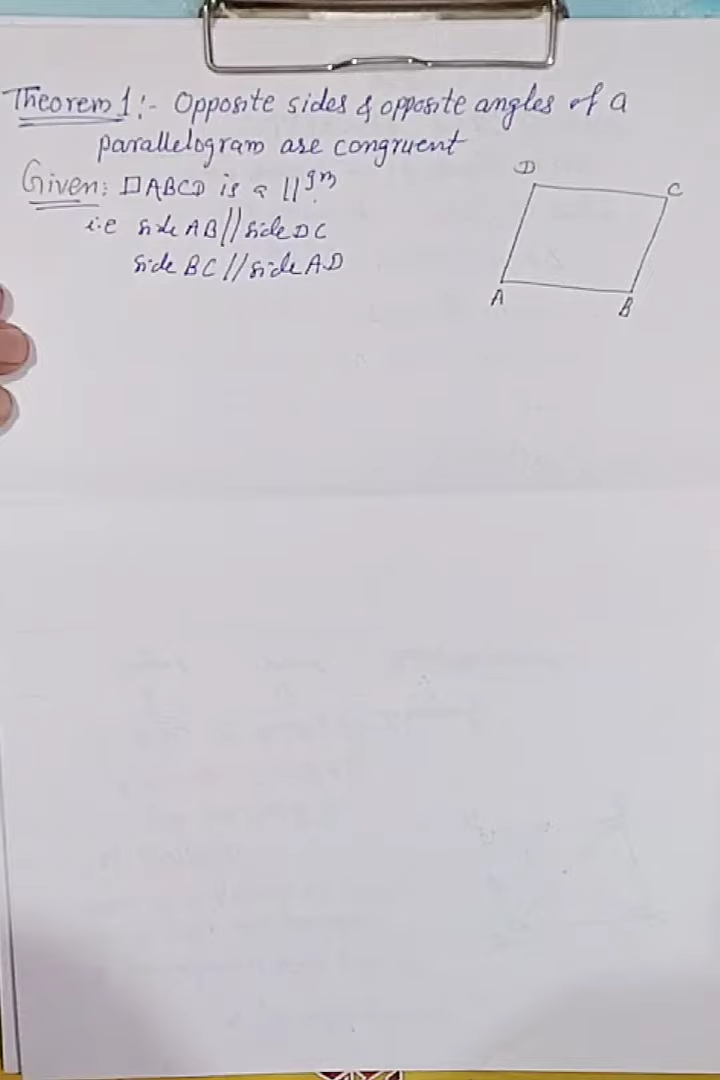 Theorem 1:- Opposite sides & opposite angles of a
parallelogram are congruent
Given: □ABCD is a ||gm
i.e side AB//side DC
side BC//side AD
D
C
A
B